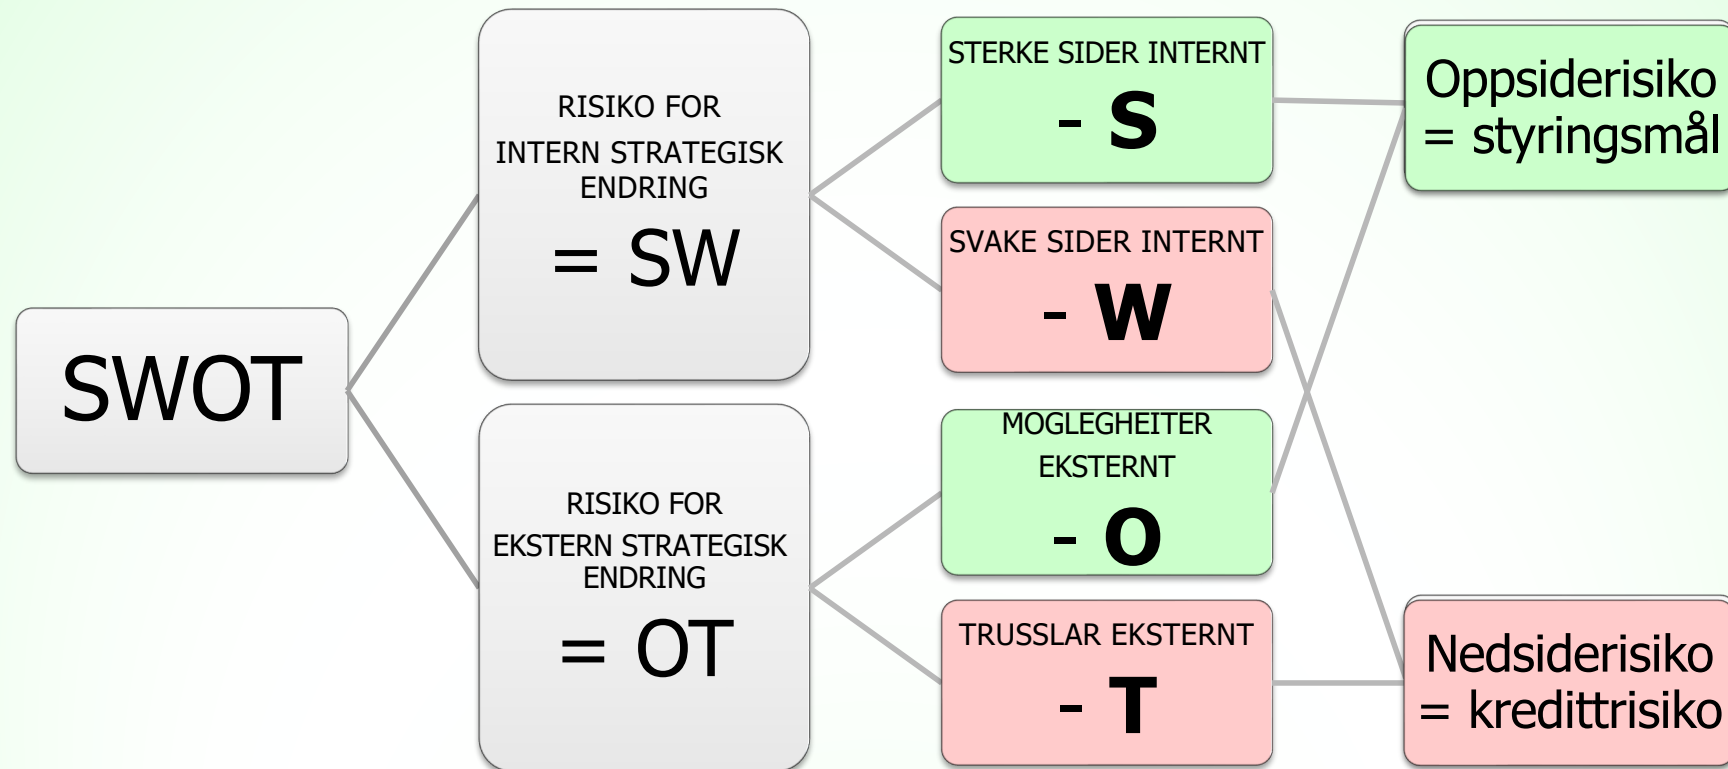 SWOT
RISIKO FOR
INTERN STRATEGISK
ENDRING
= SW
RISIKO FOR
EKSTERN STRATEGISK
ENDRING
= OT
STERKE SIDER INTERNT
- S
SVAKE SIDER INTERNT
- W
MOGLEGHEITER
EKSTERNT
- O
TRUSSLAR EKSTERNT
- T
Oppsiderisiko
= styringsmål
Nedsiderisiko
= kredittrisiko